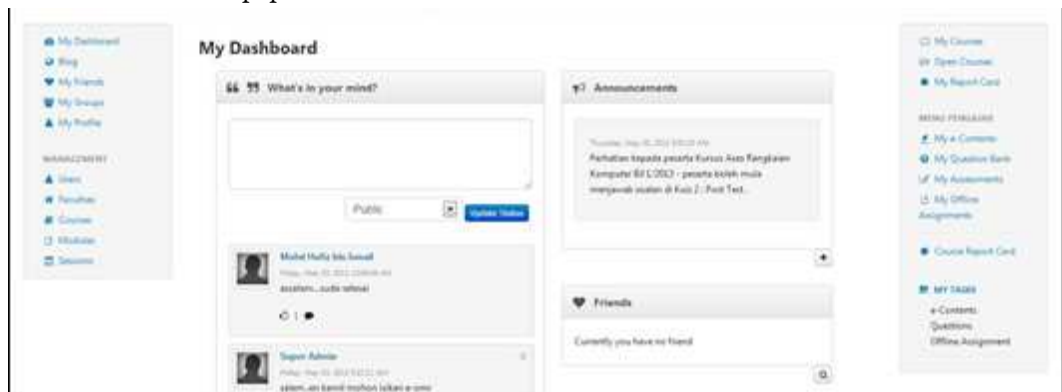 My Dashboard
Blog
My Friends
My Groups
My Profile
MANAGEMENT
Users
Faculties
Courses
Modules
Sessions
My Dashboard
What's in your mind?
Public
Update Status
Mohd Hafiz bin Ismail
assalam...sudah selesai
1
Super Admin
Announcements
Perhatian kepada peserta Kursus Asas Rangkaian
Komputer Bil 1/2013 - peserta boleh mula
menjawab soalan di Kuiz 2 : Post Test..
Friends
Currently you have no friend
My Courses
Open Courses
My Report Card
MENU PENGAJAR
My e-Contents
My Question Bank
My Assessments
My Offline
Assignments
Course Report Card
MY TASKS
e-Contents
Questions
Offline Assignment